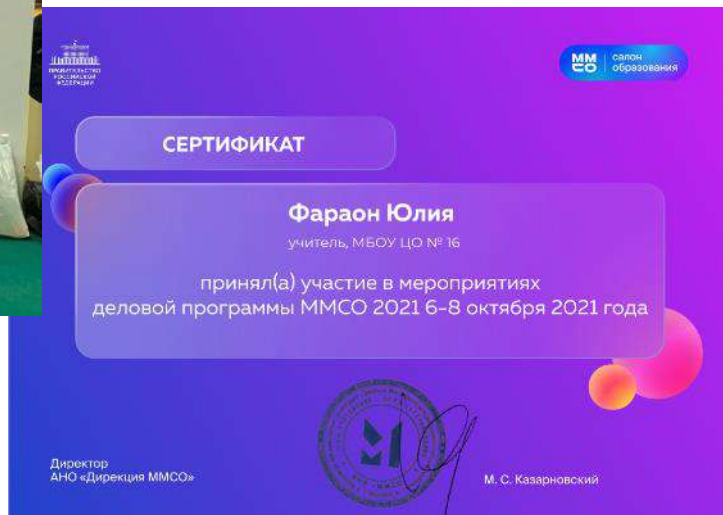 ПРАВИТЕЛЬСТВО
РОССИЙСКОЙ
ФЕДЕРАЦИИ
ММ
СО
салон
образования
СЕРТИФИКАТ
Фараон Юлия
учитель, МБОУ ЦО № 16
принял(а) участие в мероприятиях
деловой программы ММСО 2021 6-8 октября 2021 года
Директор
АНО «Дирекция ММСО»
М. С. Казарновский